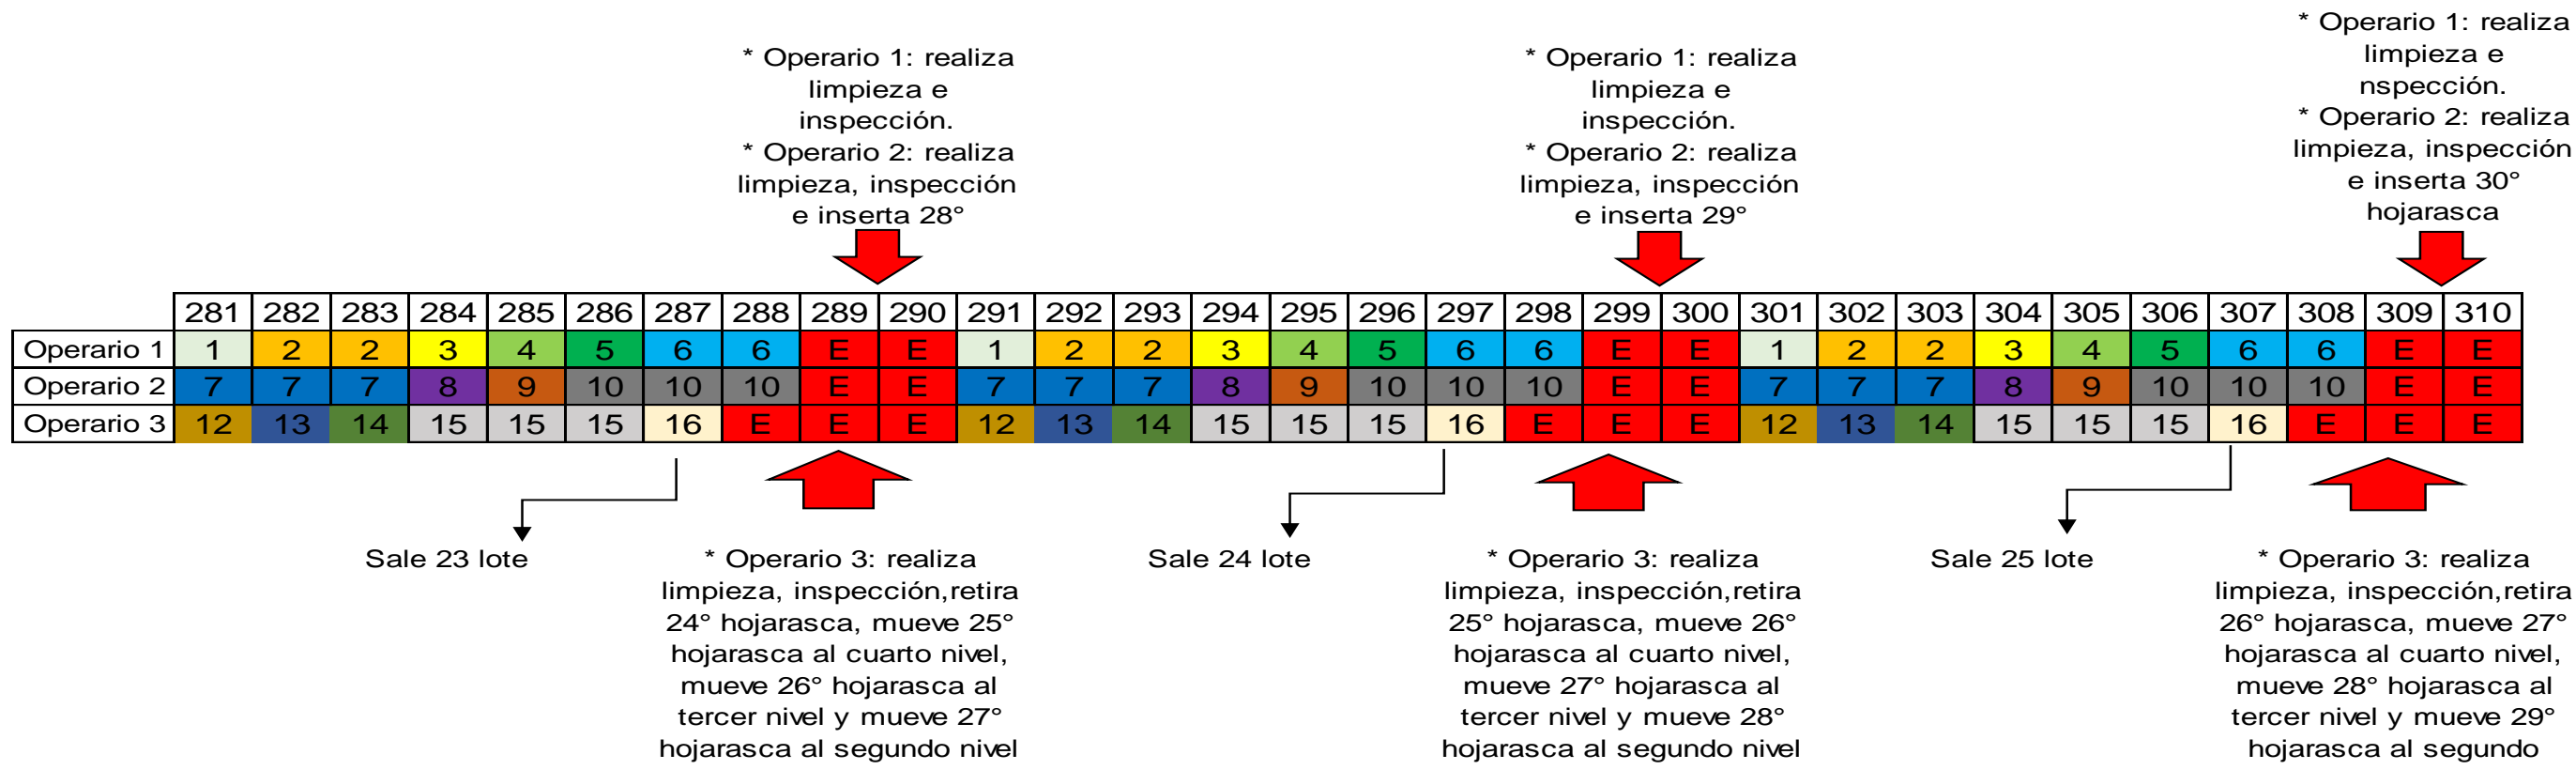 * Operario 1: realiza
limpieza e
inspección.
* Operario 2: realiza
limpieza, inspección
e inserta 28°
* Operario 1: realiza
limpieza e
inspección.
* Operario 2: realiza
limpieza, inspección
e inserta 29°
* Operario 1: realiza
limpieza e
nspección.
* Operario 2: realiza
limpieza, inspección
e inserta 30°
hojarasca
281 282 283 284 285 286 287 288 289 290 291 292 293 294 295 296 297 298 299 300 301 302 303 304 305 306 307 308 309 310
Operario 1 1 2 2 3 4 5 6 6 E E 1 2 2 3 4 5 6 6 E E 1 2 2 3 4 5 6 6 E E
Operario 2 7 7 7 8 9 10 10 10 E E 7 7 7 8 9 10 10 10 E E 7 7 7 8 9 10 10 10 E E
Operario 3 12 13 14 15 15 15 16 E E E 12 13 14 15 15 15 16 E E E 12 13 14 15 15 15 16 E E E
Sale 23 lote
* Operario 3: realiza
limpieza, inspección,retira
24° hojarasca, mueve 25°
hojarasca al cuarto nivel,
mueve 26° hojarasca al
tercer nivel y mueve 27°
hojarasca al segundo nivel
Sale 24 lote
* Operario 3: realiza
limpieza, inspección,retira
25° hojarasca, mueve 26°
hojarasca al cuarto nivel,
mueve 27° hojarasca al
tercer nivel y mueve 28°
hojarasca al segundo nivel
Sale 25 lote
* Operario 3: realiza
limpieza, inspección,retira
26° hojarasca, mueve 27°
hojarasca al cuarto nivel,
mueve 28° hojarasca al
tercer nivel y mueve 29°
hojarasca al segundo